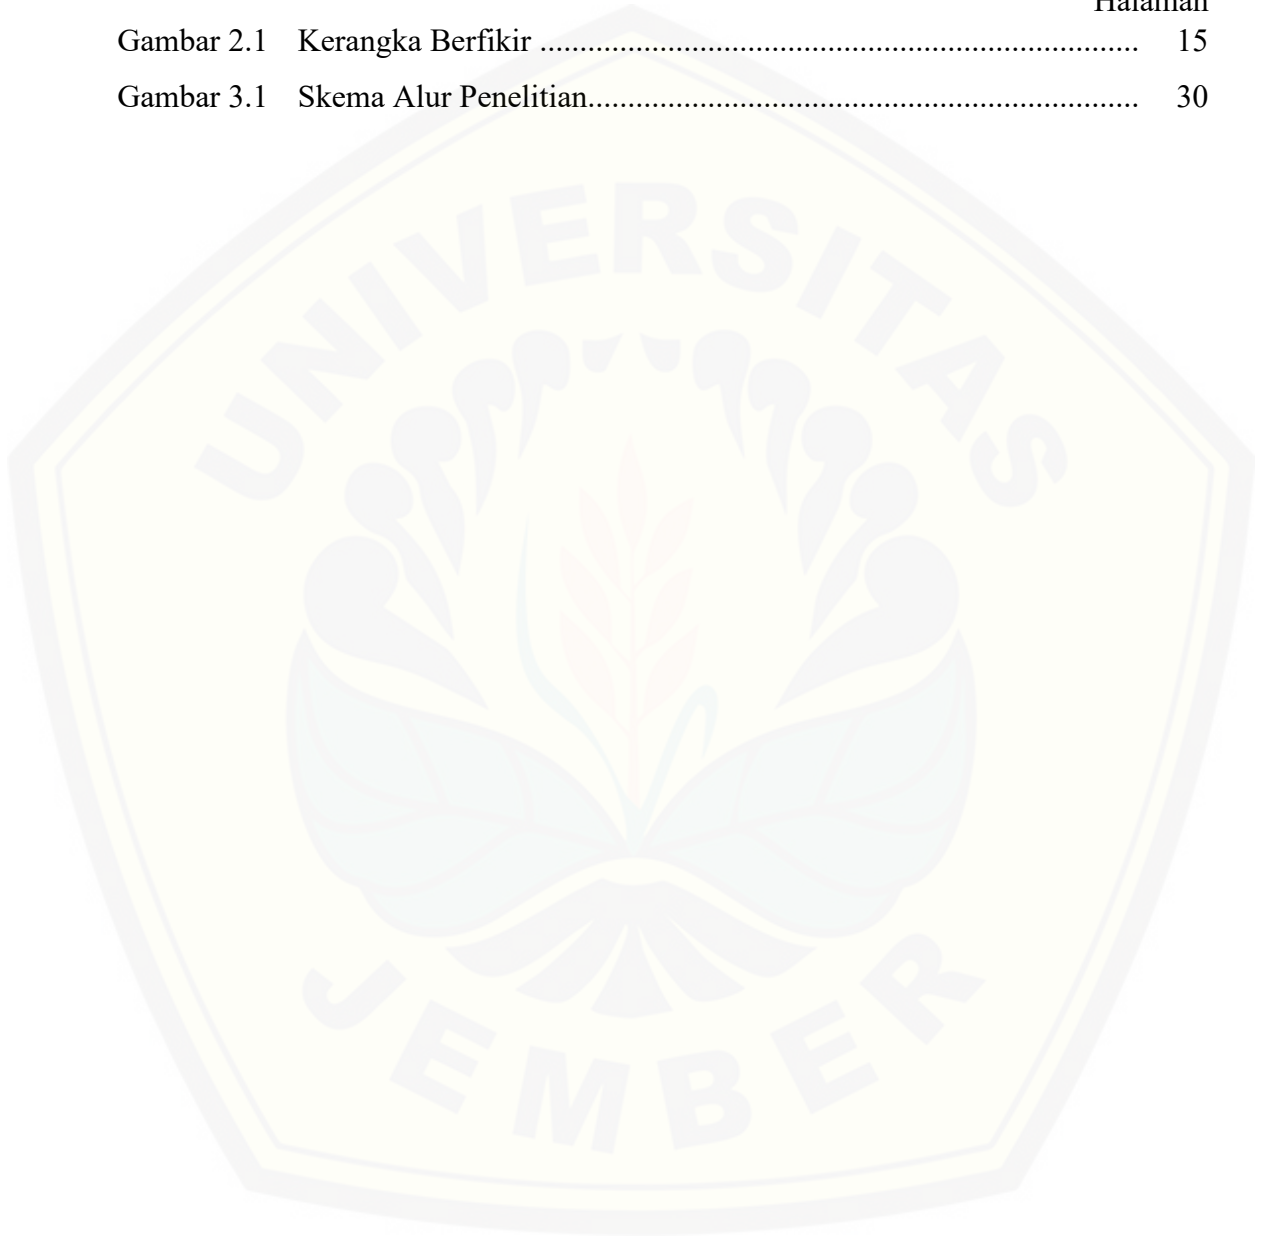 Halaman
Gambar 2.1 Kerangka Berfikir ........................................................................... 15
Gambar 3.1 Skema Alur Penelitian..................................................................... 30
UNIVERSITAS
JEMBER